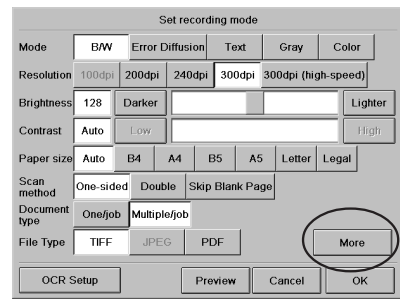 Set recording mode
Mode B/W Error Diffusion Text Gray Color
Resolution 100dpi 200dpi 240dpi 300dpi 300dpi (high-speed)
Brightness 128 Darker Lighter
Contrast Auto Low High
Paper size Auto B4 A4 B5 A5 Letter Legal
Scan
method One-sided Double Skip Blank Page
Document
type One/job Multiple/job
File Type TIFF JPEG PDF More
OCR Setup Preview Cancel OK